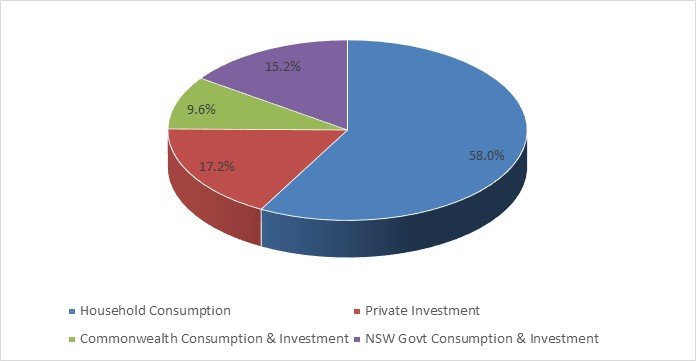 15.2%
9.6%
58.0%
17.2%
Household Consumption
Private Investment
Commonwealth Consumption & Investment
NSW Govt Consumption & Investment